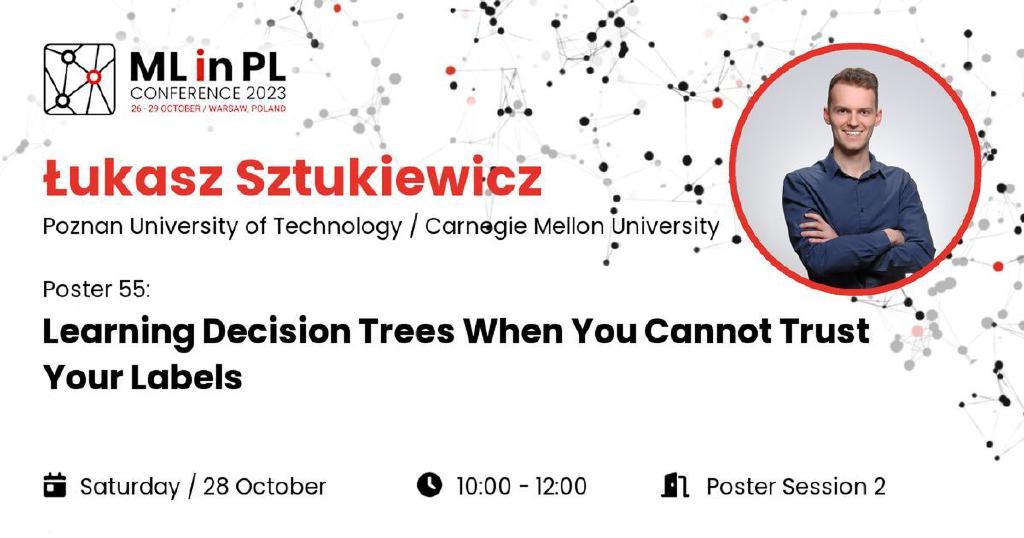 ML in PL
CONFERENCE 2023
26 - 29 OCTOBER / WARSAW, POLAND
Łukasz Sztukiewicz
Poznan University of Technology / Carnegie Mellon University
Poster 55:
Learning Decision Trees When You Cannot Trust
Your Labels
Saturday / 28 October
10:00 - 12:00
Poster Session 2